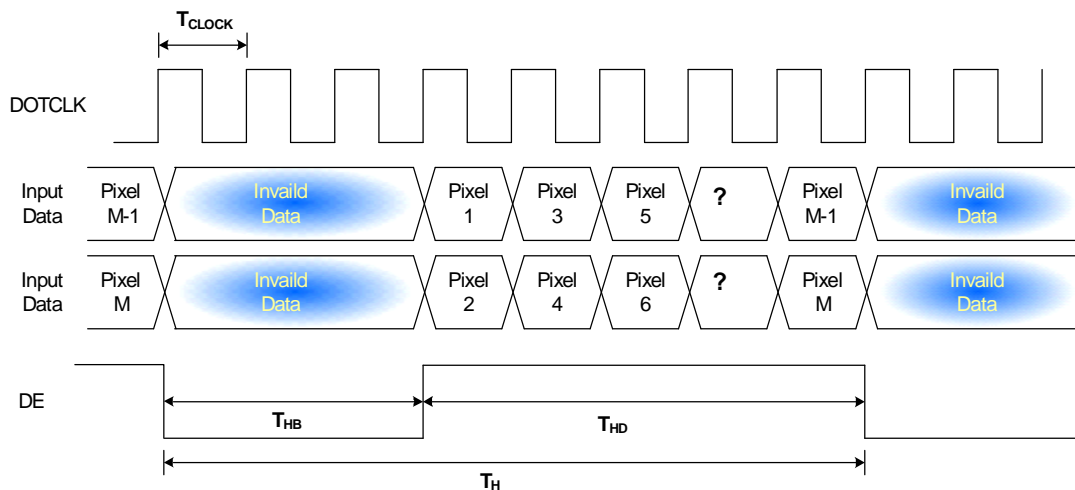 TCLOCK
DOTCLK
Input
Data
Pixel
M-1
Invaild
Data
Pixel
1
Pixel
3
Pixel
5
?
Pixel
M-1
Invaild
Data
Input
Data
Pixel
M
Invaild
Data
Pixel
2
Pixel
4
Pixel
6
?
Pixel
M
Invaild
Data
DE
THB
THD
TH